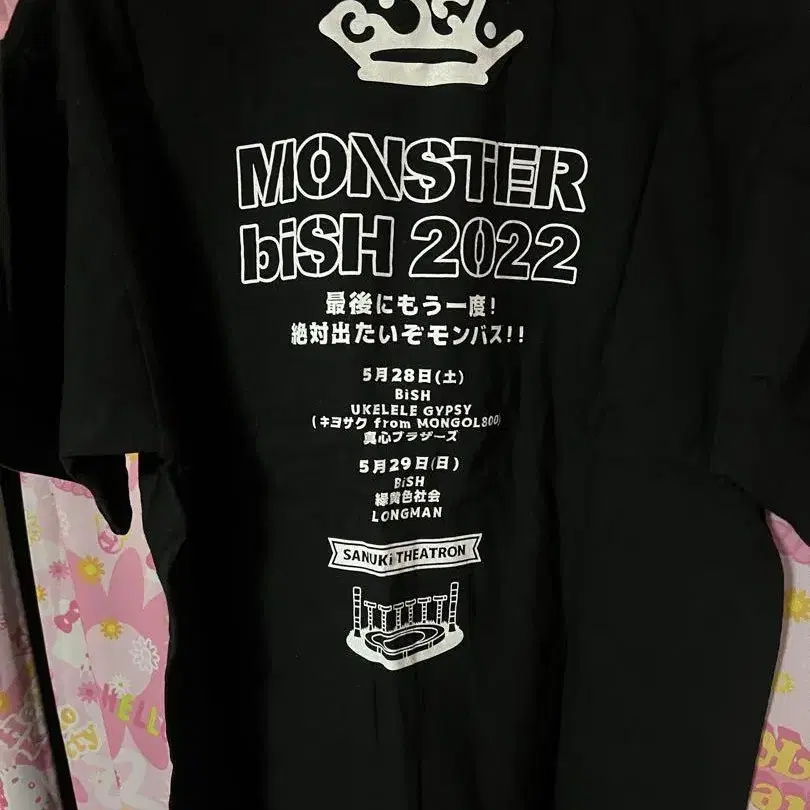 MONSTER
biSH 2022
最後にもう一度!
絶対出たいぞモンバス!!
5月28日(土)
BiSH
UKELELE GYPSY
(キヨサク from MONGOL800)
真心ブラザーズ
5月29日(日)
BiSH
緑黄色社会
LONGMAN
SANUKi THEATRON
HELL